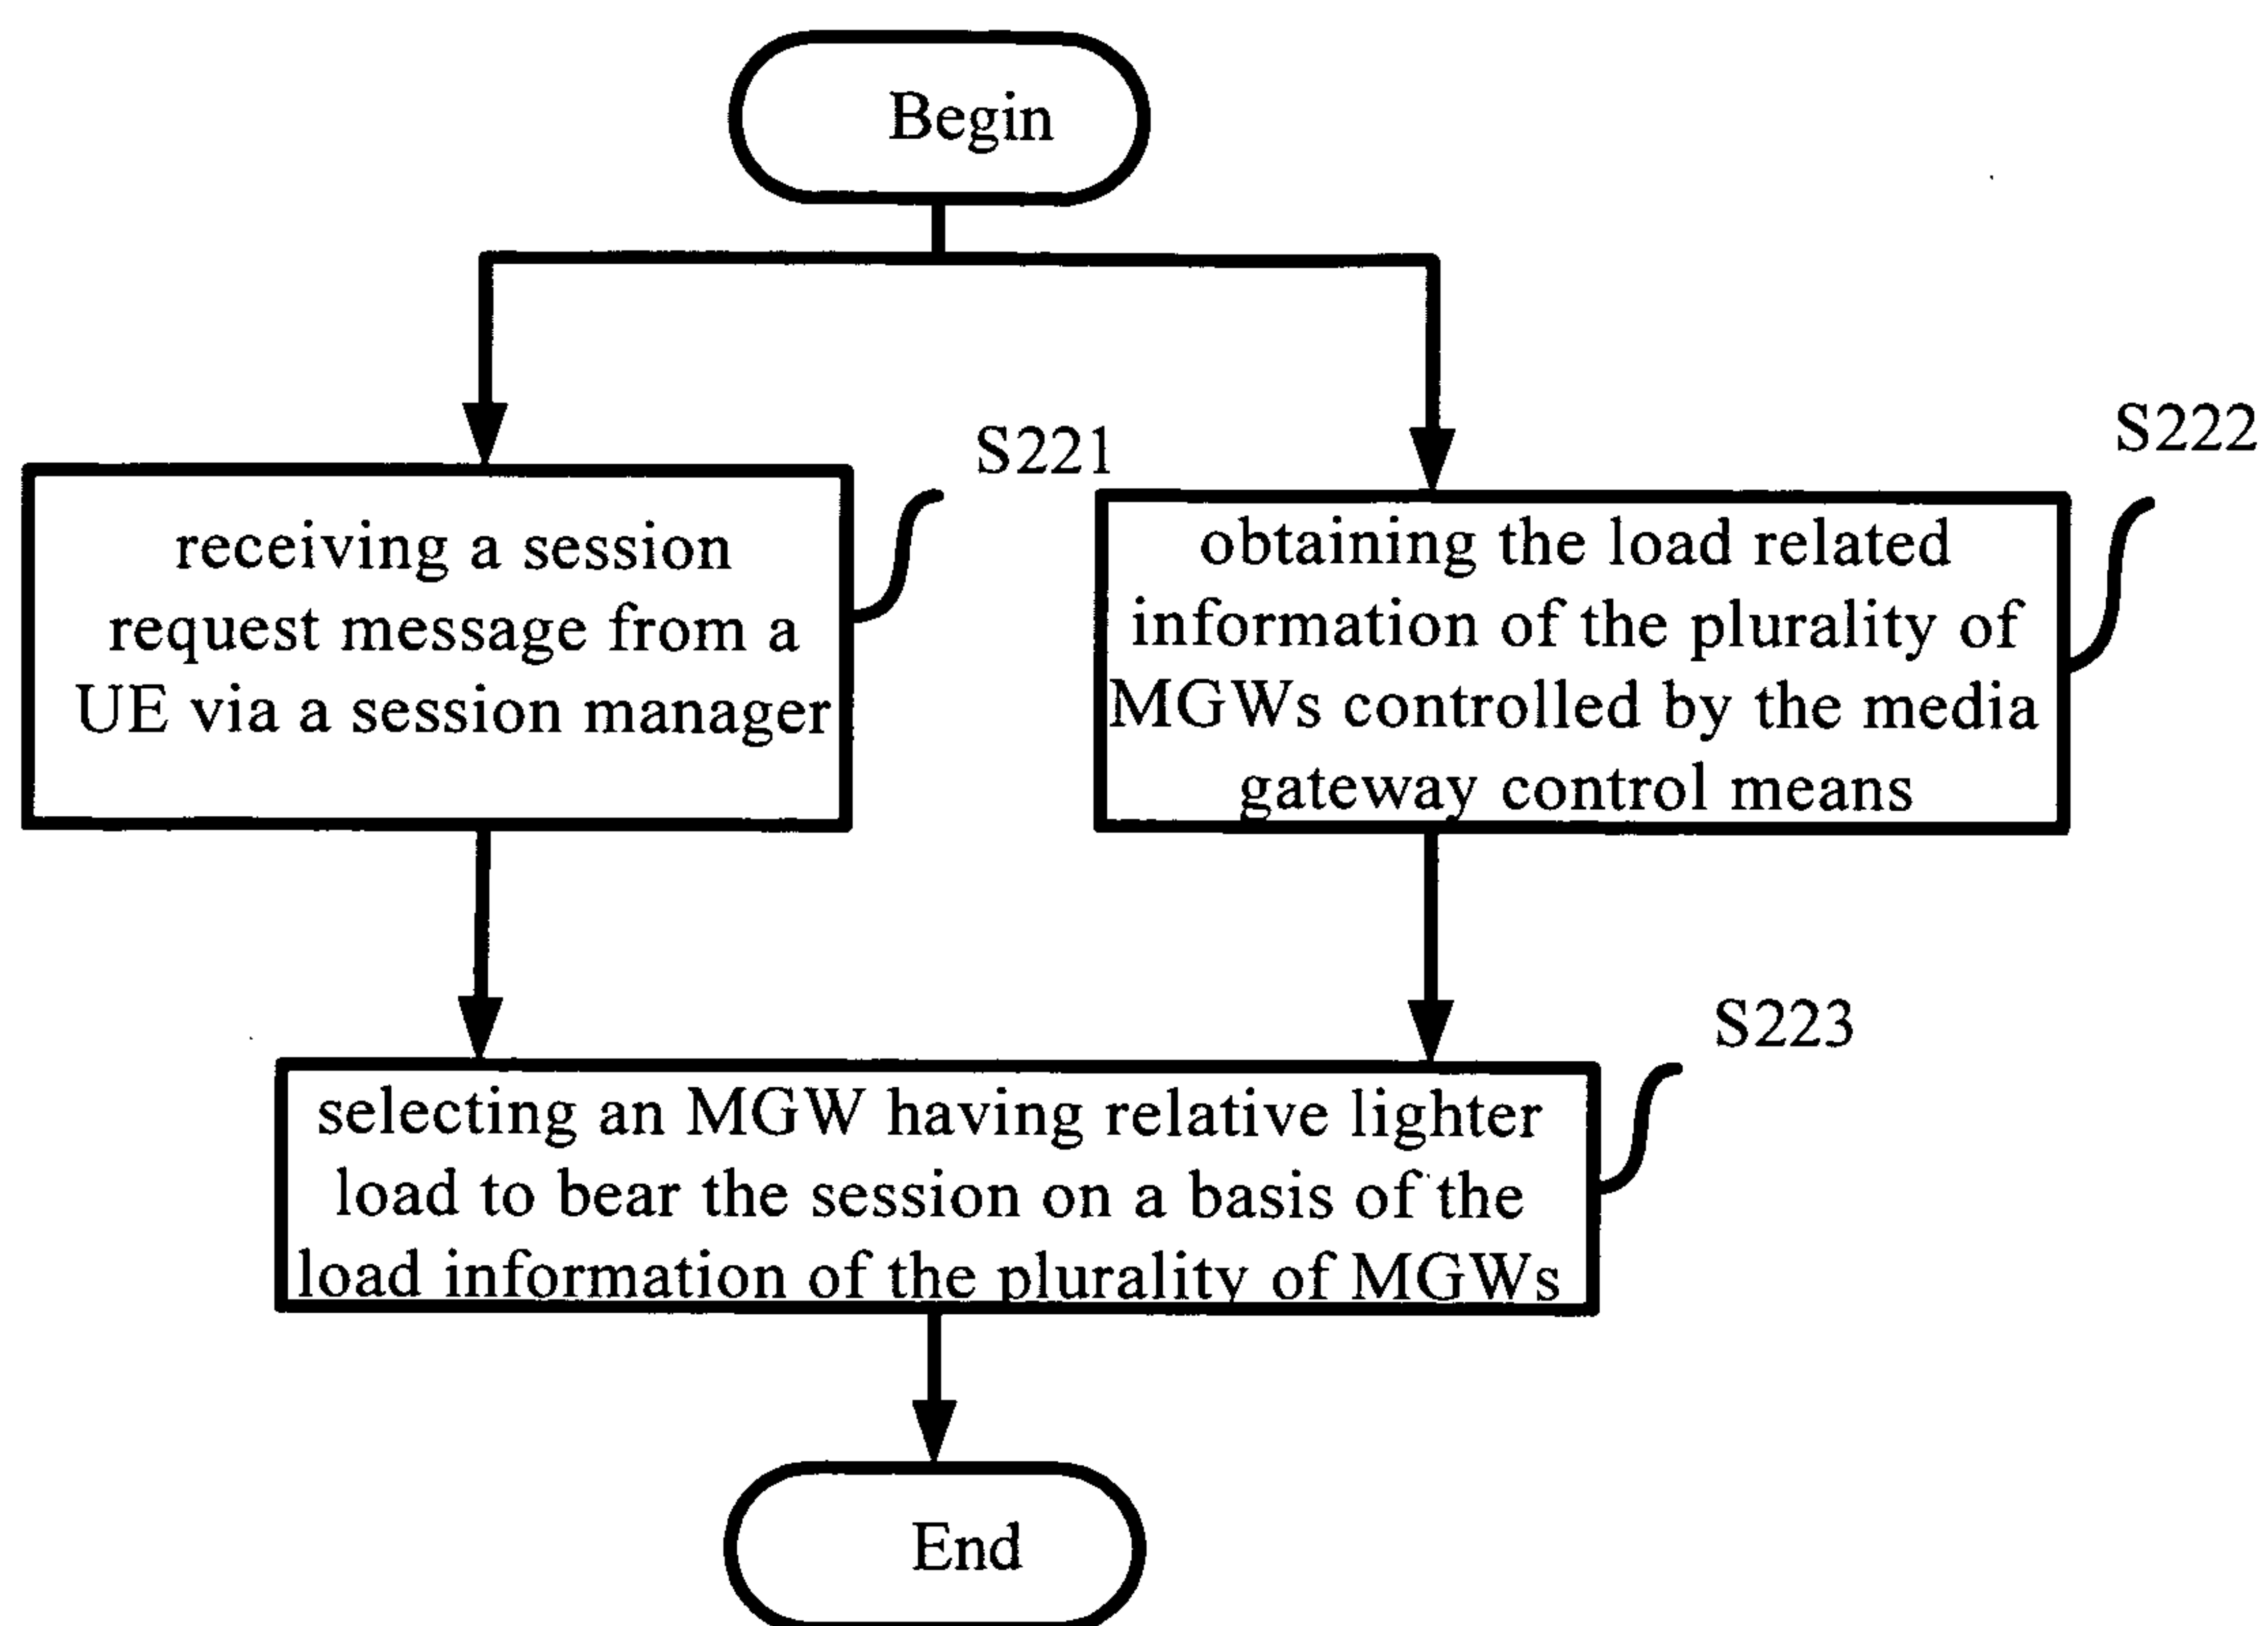 Begin
S221
S222
receiving a session
request message from a
UE via a session manager
obtaining the load related
information of the plurality of
MGWs controlled by the media
gateway control means
S223
selecting an MGW having relative lighter
load to bear the session on a basis of the
load information of the plurality of MGWs
End